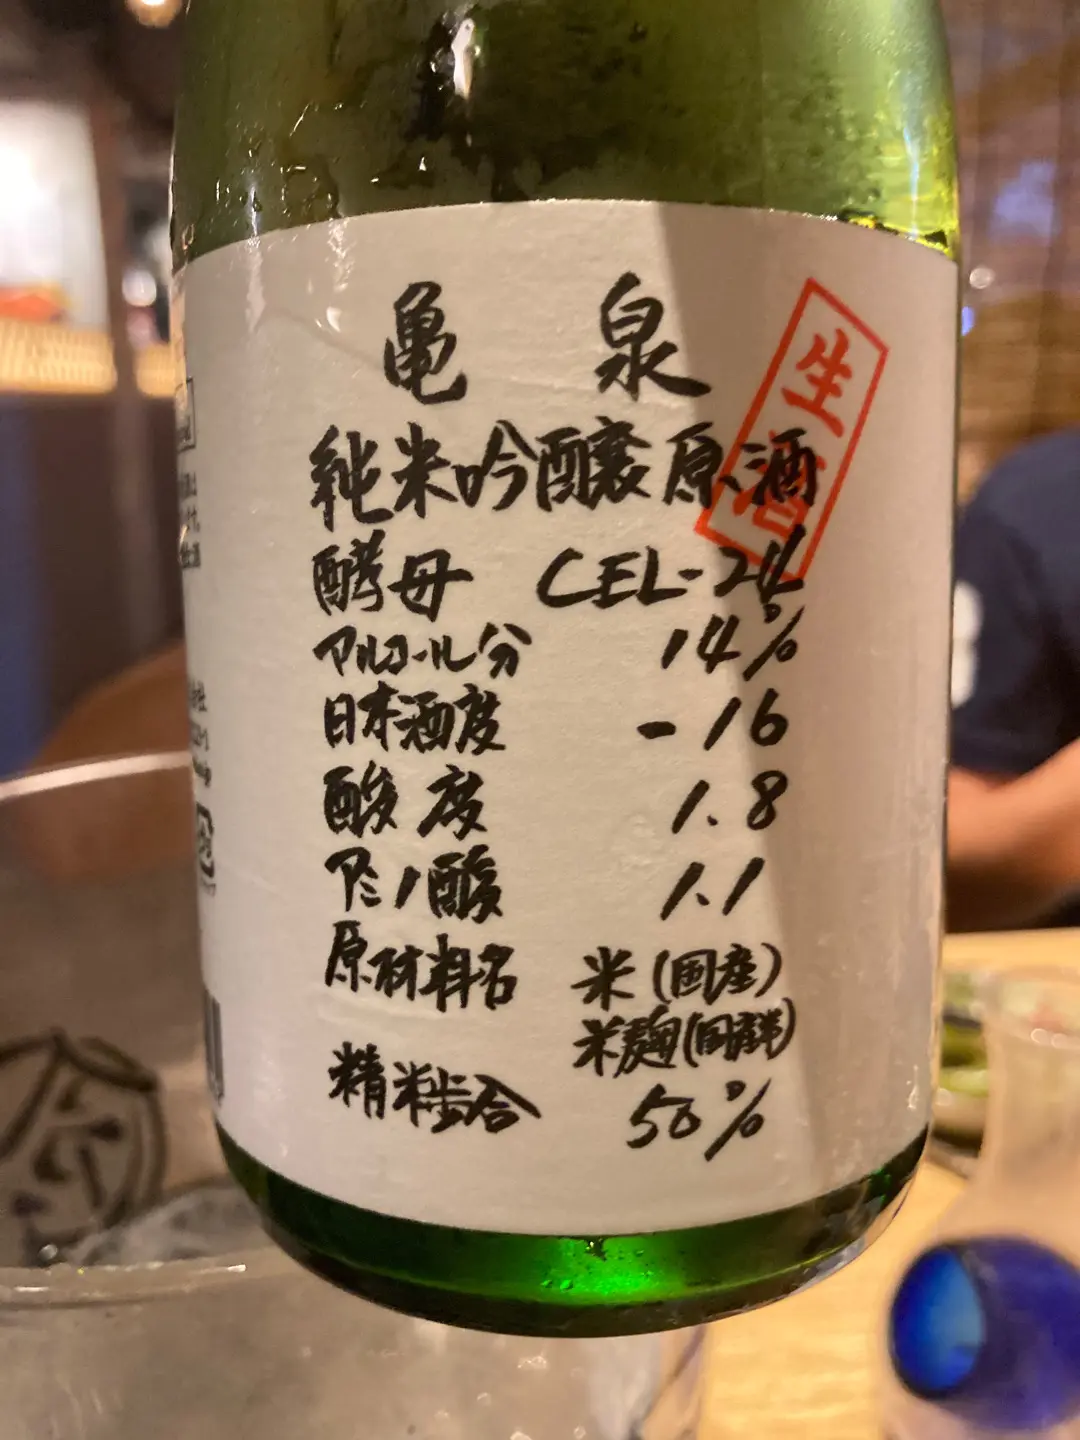 亀泉
純米吟醸原酒
生酒
酵母 CEL-24
アルコール分 14%
日本酒度 -16
酸度 1.8
アミノ酸 1.1
原材料名 米(国産)
米麹(国産米)
精米歩合 50%